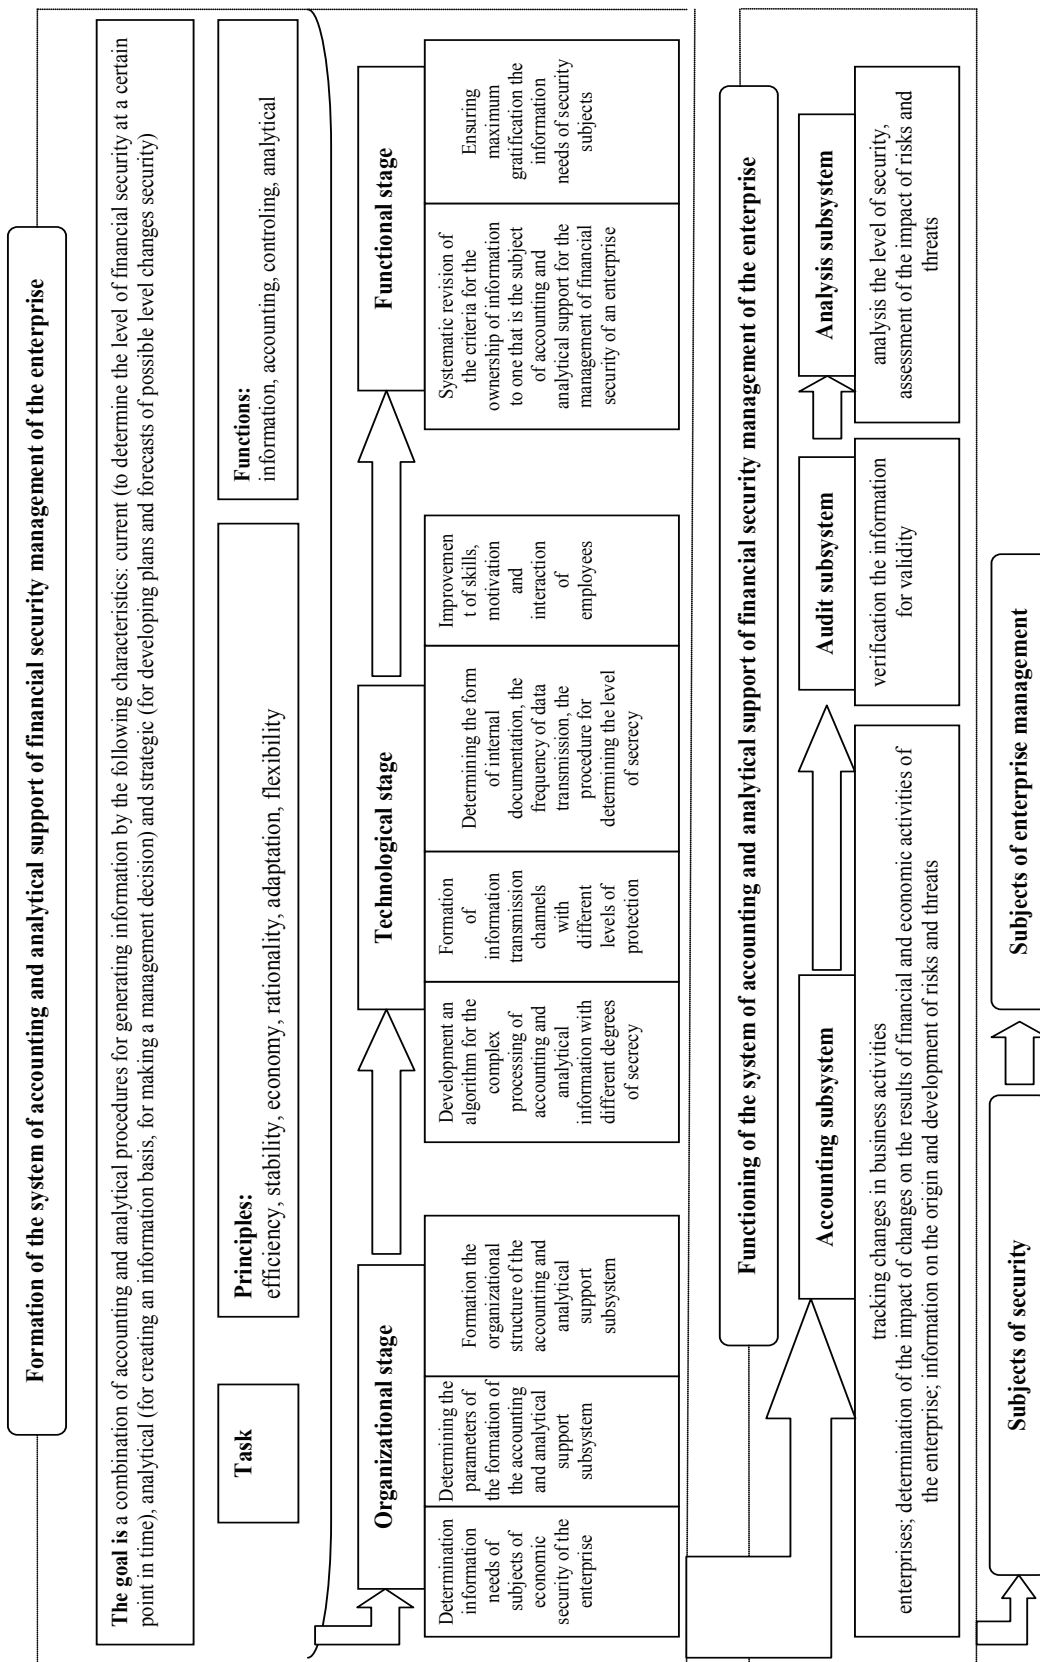 Formation of the system of accounting and analytical support of financial security management of the enterprise
The goal is a combination of accounting and analytical procedures for generating information by the following characteristics: current (to determine the level of financial security at a certain
point in time), analytical (for creating an information basis, for making a management decision) and strategic (for developing plans and forecasts of possible level changes security)
Task
Principles:
efficiency, stability, economy, rationality, adaptation, flexibility
Functions:
information, accounting, controling, analytical
Organizational stage
Determination
information
needs of
subjects of
economic
security of the
enterprise
Determining the
parameters of
the formation of
the accounting
and analytical
support
subsystem
Formation the
organizational
structure of the
accounting and
analytical
support
subsystem
Technological stage
Development an
algorithm for the
complex
processing of
accounting and
analytical
information with
different degrees
of secrecy
Formation
of
information
transmission
channels
with
different
levels of
protection
Determining the form
of internal
documentation, the
frequency of data
transmission, the
procedure for
determining the level
of secrecy
Improvemen
t of skills,
motivation
and
interaction
of
employees
Functional stage
Systematic revision of
the criteria for the
ownership of information
to one that is the subject
of accounting and
analytical support for the
management of financial
security of an enterprise
Ensuring
maximum
gratification the
information
needs of security
subjects
Functioning of the system of accounting and analytical support of financial security management of the enterprise
Accounting subsystem
tracking changes in business activities
enterprises; determination of the impact of changes on the results of financial and economic activities of
the enterprise; information on the origin and development of risks and threats
Audit subsystem
verification the information
for validity
Analysis subsystem
analysis the level of security,
assessment of the impact of risks and
threats
Subjects of security
Subjects of enterprise management